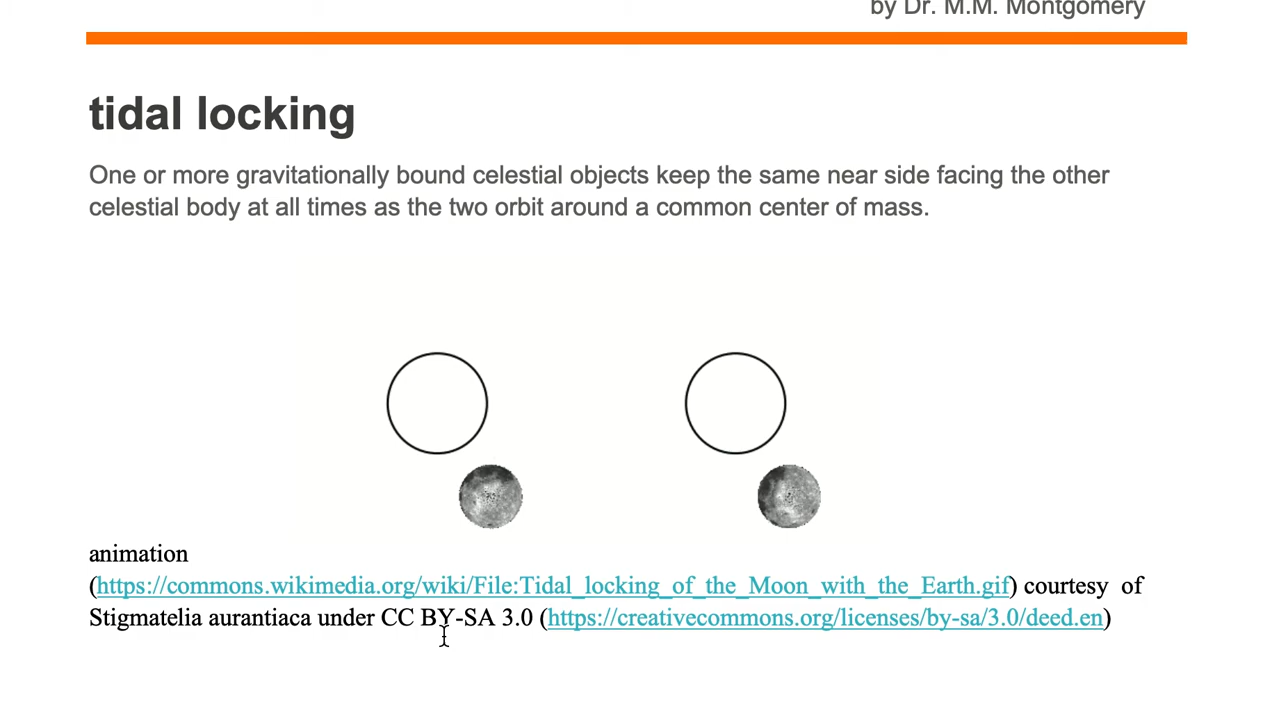 by Dr. M.M. Montgomery
tidal locking
One or more gravitationally bound celestial objects keep the same near side facing the other
celestial body at all times as the two orbit around a common center of mass.
animation
(https://commons.wikimedia.org/wiki/File:Tidal_locking_of_the_Moon_with_the_Earth.gif) courtesy of
Stigmatelia aurantiaca under CC BY-SA 3.0 (https://creativecommons.org/licenses/by-sa/3.0/deed.en)